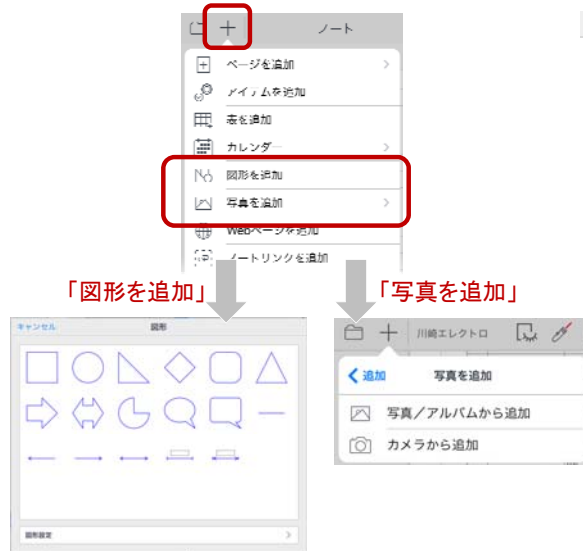 ノート
ページを追加
アイテムを追加
表を追加
カレンダー
図形を追加
写真を追加
Webページを追加
ノートリンクを追加
「図形を追加」
「写真を追加」
キャンセル
図形
図形設定
川崎エレクトロ
追加
写真を追加
写真／アルバムから追加
カメラから追加